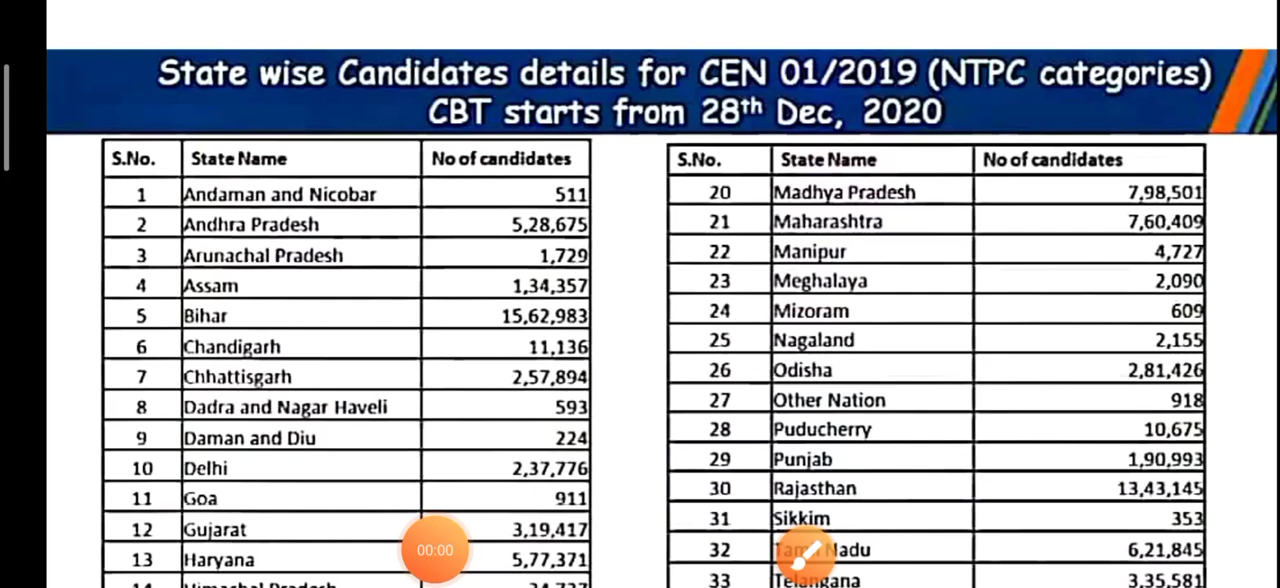 State wise Candidates details for CEN 01/2019 (NTPC categories)
CBT starts from 28th Dec, 2020
S.No. State Name No of candidates
1 Andaman and Nicobar 511
2 Andhra Pradesh 5,28,675
3 Arunachal Pradesh 1,729
4 Assam 1,34,357
5 Bihar 15,62,983
6 Chandigarh 11,136
7 Chhattisgarh 2,57,894
8 Dadra and Nagar Haveli 593
9 Daman and Diu 224
10 Delhi 2,37,776
11 Goa 911
12 Gujarat 3,19,417
13 Haryana 5,77,371
14 Himachal Pradesh
00:00
S.No. State Name No of candidates
20 Madhya Pradesh 7,98,501
21 Maharashtra 7,60,409
22 Manipur 4,727
23 Meghalaya 2,090
24 Mizoram 609
25 Nagaland 2,155
26 Odisha 2,81,426
27 Other Nation 918
28 Puducherry 10,675
29 Punjab 1,90,993
30 Rajasthan 13,43,145
31 Sikkim 353
32 Tamil Nadu 6,21,845
33 Telangana 3,35,581